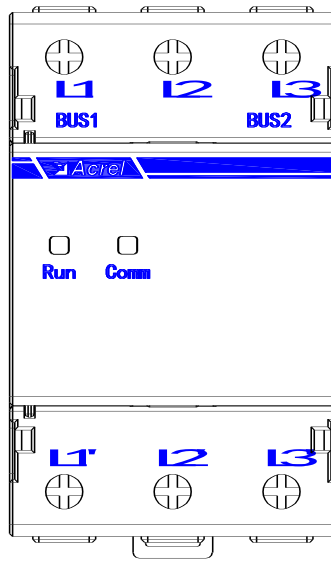 L1 L2 L3
BUS1 BUS2
Acrel
Run Comm
L1' L2 L3